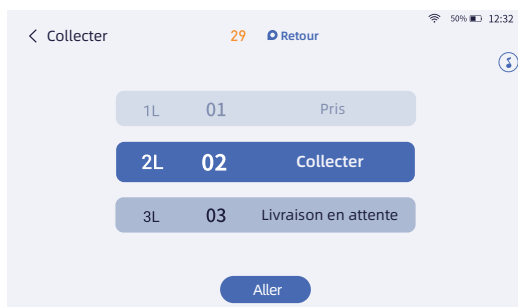 50% 12:32
Collecter 29 Retour
1L 01 Pris
2L 02 Collecter
3L 03 Livraison en attente
Aller